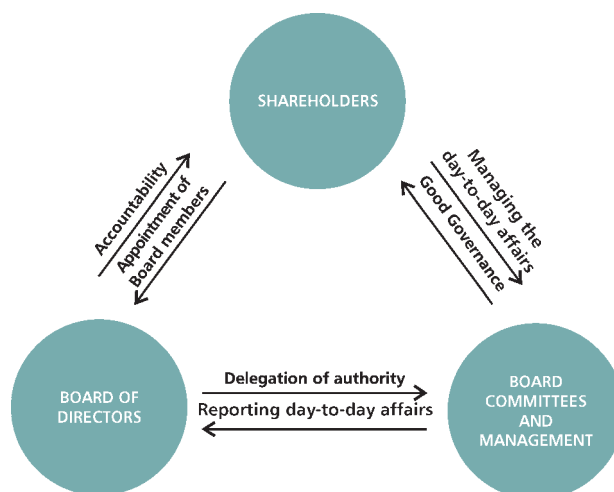 SHAREHOLDERS
Accountability
Appointment of
Board members
Managing the
day-to-day affairs
Good Governance
BOARD OF
DIRECTORS
Delegation of authority
Reporting day-to-day affairs
BOARD
COMMITTEES
AND
MANAGEMENT